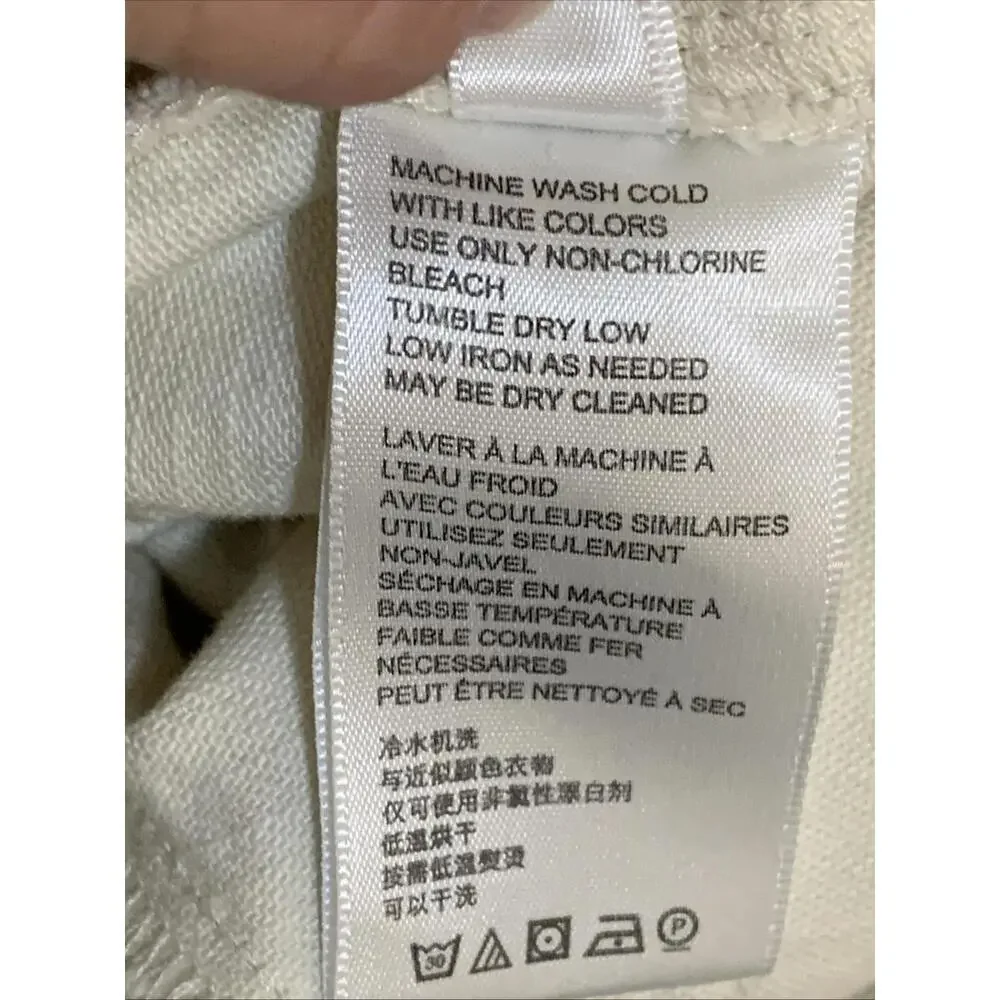 MACHINE WASH COLD
WITH LIKE COLORS
USE ONLY NON-CHLORINE
BLEACH
TUMBLE DRY LOW
LOW IRON AS NEEDED
MAY BE DRY CLEANED
LAVER À LA MACHINE À
L'EAU FROID
AVEC COULEURS SIMILAIRES
UTILISEZ SEULEMENT
NON-JAVEL
SÉCHAGE EN MACHINE À
BASSE TEMPÉRATURE
FAIBLE COMME FER
NÉCESSAIRES
PEUT ÊTRE NETTOYÉ À SEC
冷水机洗
与近似颜色衣物
仅可使用非氯性漂白剂
低温烘干
按需低温熨烫
可以干洗
30 P